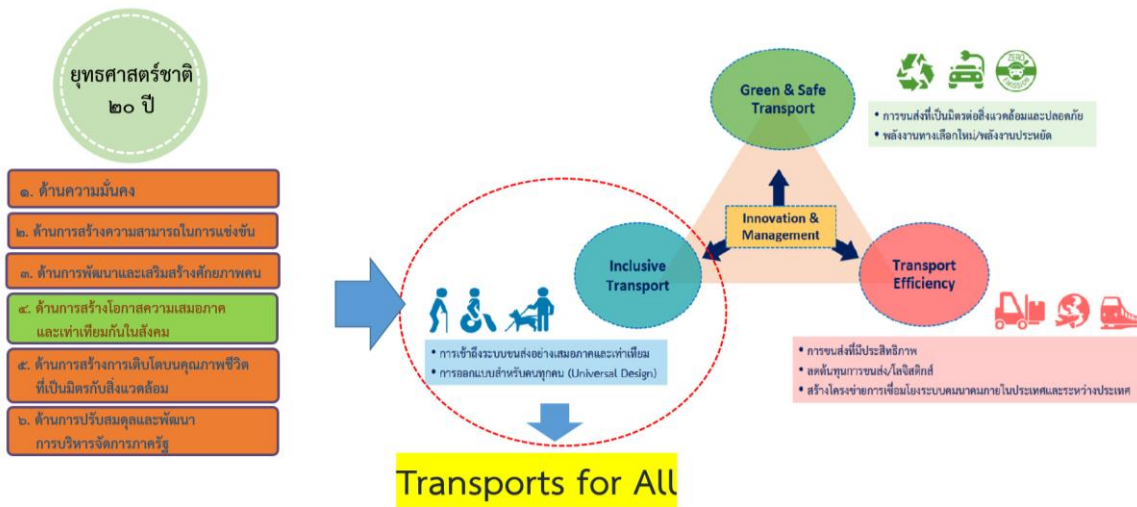 ยุทธศาสตร์ชาติ
๒๐ ปี
๑. ด้านความมั่นคง
๒. ด้านการสร้างความสามารถในการแข่งขัน
๓. ด้านการพัฒนาและเสริมสร้างศักยภาพคน
๔. ด้านการสร้างโอกาสความเสมอภาค
และเท่าเทียมกันในสังคม
๕. ด้านการสร้างการเติบโตบนคุณภาพชีวิต
ที่เป็นมิตรกับสิ่งแวดล้อม
๖. ด้านการปรับสมดุลและพัฒนา
การบริหารจัดการภาครัฐ
Green & Safe
Transport
ZERO
EMISSION
• การขนส่งที่เป็นมิตรต่อสิ่งแวดล้อมและปลอดภัย
• พลังงานทางเลือกใหม่/พลังงานประหยัด
Innovation &
Management
Inclusive
Transport
• การเข้าถึงระบบขนส่งอย่างเสมอภาคและเท่าเทียม
• การออกแบบสำหรับคนทุกคน (Universal Design)
Transport
Efficiency
• การขนส่งที่มีประสิทธิภาพ
• ลดต้นทุนการขนส่ง/โลจิสติกส์
• สร้างโครงข่ายการเชื่อมโยงระบบคมนาคมภายในประเทศและระหว่างประเทศ
Transports for All